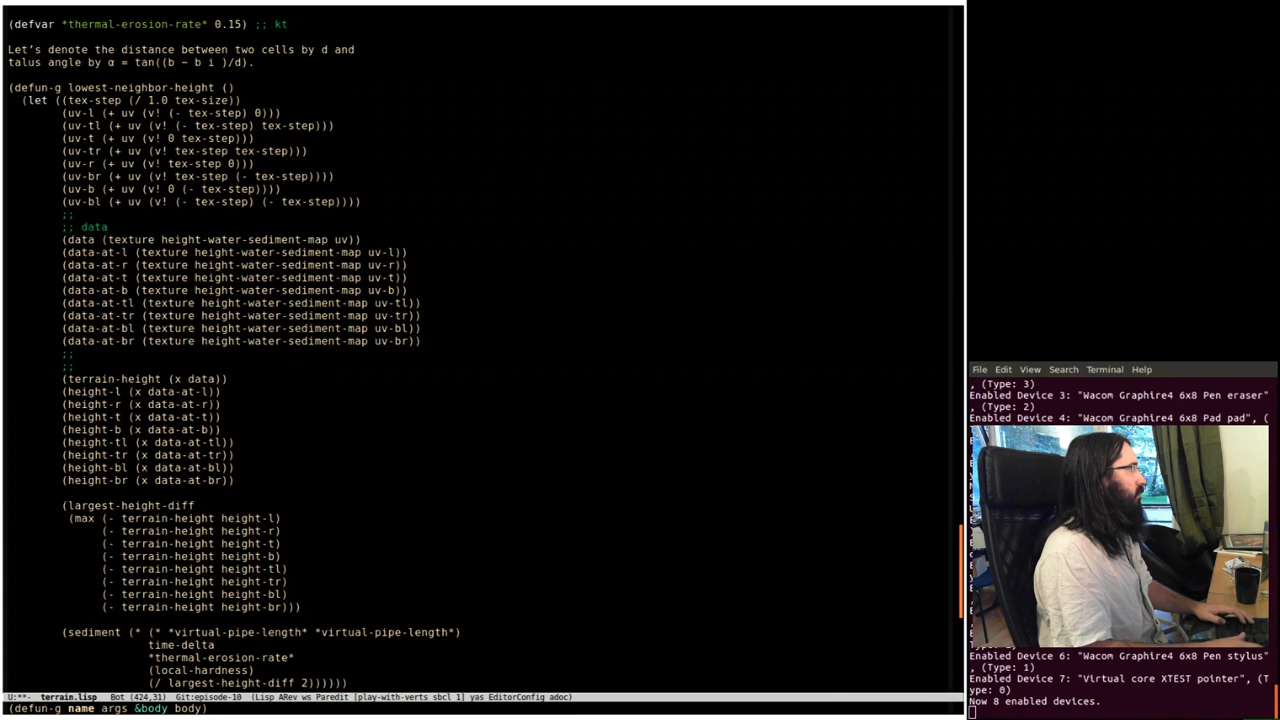 (defvar *thermal-erosion-rate* 0.15) ;; kt
Let's denote the distance between two cells by d and
talus angle by α = tan((b − b i )/d).
(defun-g lowest-neighbor-height ()
(let ((tex-step (/ 1.0 tex-size))
(uv-l (+ uv (v! (- tex-step) 0)))
(uv-tl (+ uv (v! (- tex-step) tex-step)))
(uv-t (+ uv (v! 0 tex-step)))
(uv-tr (+ uv (v! tex-step tex-step)))
(uv-r (+ uv (v! tex-step 0)))
(uv-br (+ uv (v! tex-step (- tex-step))))
(uv-b (+ uv (v! 0 (- tex-step))))
(uv-bl (+ uv (v! (- tex-step) (- tex-step))))
;;
;; data
(data (texture height-water-sediment-map uv))
(data-at-l (texture height-water-sediment-map uv-l))
(data-at-r (texture height-water-sediment-map uv-r))
(data-at-t (texture height-water-sediment-map uv-t))
(data-at-b (texture height-water-sediment-map uv-b))
(data-at-tl (texture height-water-sediment-map uv-tl))
(data-at-tr (texture height-water-sediment-map uv-tr))
(data-at-bl (texture height-water-sediment-map uv-bl))
(data-at-br (texture height-water-sediment-map uv-br))
;;
;;
(terrain-height (x data))
(height-l (x data-at-l))
(height-r (x data-at-r))
(height-t (x data-at-t))
(height-b (x data-at-b))
(height-tl (x data-at-tl))
(height-tr (x data-at-tr))
(height-bl (x data-at-bl))
(height-br (x data-at-br))
(largest-height-diff
(max (- terrain-height height-l)
(- terrain-height height-r)
(- terrain-height height-t)
(- terrain-height height-b)
(- terrain-height height-tl)
(- terrain-height height-tr)
(- terrain-height height-bl)
(- terrain-height height-br)))
(sediment (* (* *virtual-pipe-length* *virtual-pipe-length*)
time-delta
*thermal-erosion-rate*
(local-hardness)
(/ largest-height-diff 2))))))
U:**- terrain.lisp Bot (424,31) Git:episode-10 (Lisp ARev ws Paredit [play-with-verts sbcl 1] yas EditorConfig adoc)
(defun-g name args &body body)
File Edit View Search Terminal Help
, (Type: 3)
Enabled Device 3: "Wacom Graphire4 6x8 Pen eraser"
, (Type: 2)
Enabled Device 4: "Wacom Graphire4 6x8 Pad pad", (
Enabled Device 6: "Wacom Graphire4 6x8 Pen stylus"
, (Type: 1)
Enabled Device 7: "Virtual core XTEST pointer", (T
ype: 0)
Now 8 enabled devices.